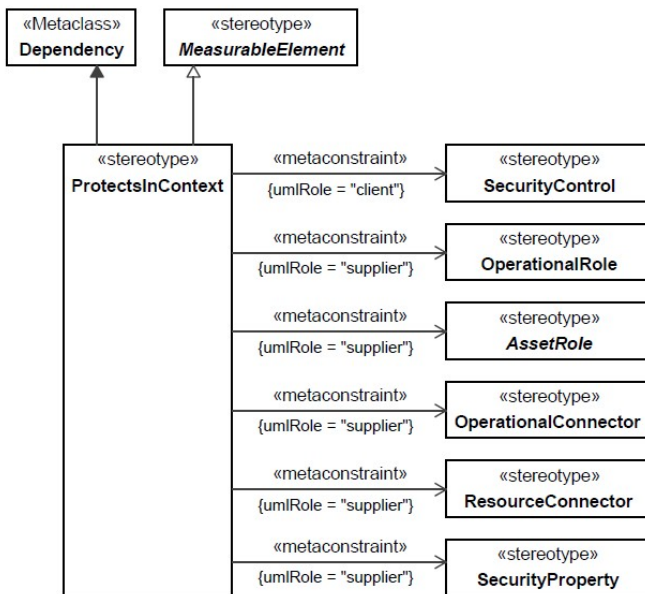 «Metaclass»
Dependency
«stereotype»
MeasurableElement
«stereotype»
ProtectsInContext
«metaconstraint»
{umlRole = "client"}
«stereotype»
SecurityControl
«metaconstraint»
{umlRole = "supplier"}
«stereotype»
OperationalRole
«metaconstraint»
{umlRole = "supplier"}
«stereotype»
AssetRole
«metaconstraint»
{umlRole = "supplier"}
«stereotype»
OperationalConnector
«metaconstraint»
{umlRole = "supplier"}
«stereotype»
ResourceConnector
«metaconstraint»
{umlRole = "supplier"}
«stereotype»
SecurityProperty